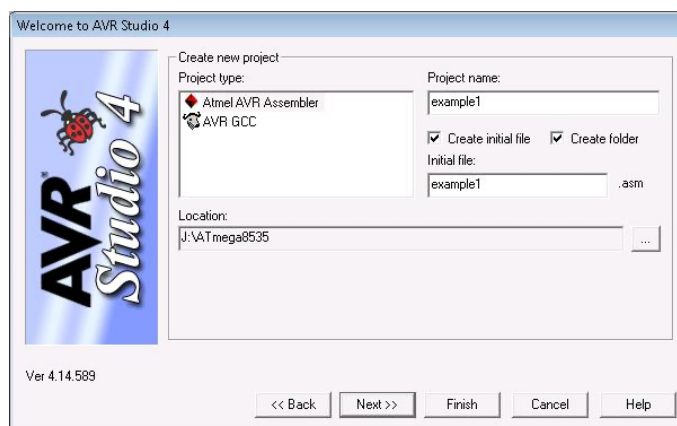 Welcome to AVR Studio 4
AVR
Studio 4
Create new project
Project type:
Atmel AVR Assembler
AVR GCC
Project name:
example1
Create initial file
Create folder
Initial file:
example1
.asm
Location:
J:\ATmega8535
...
Ver 4.14.589
<< Back
Next >>
Finish
Cancel
Help